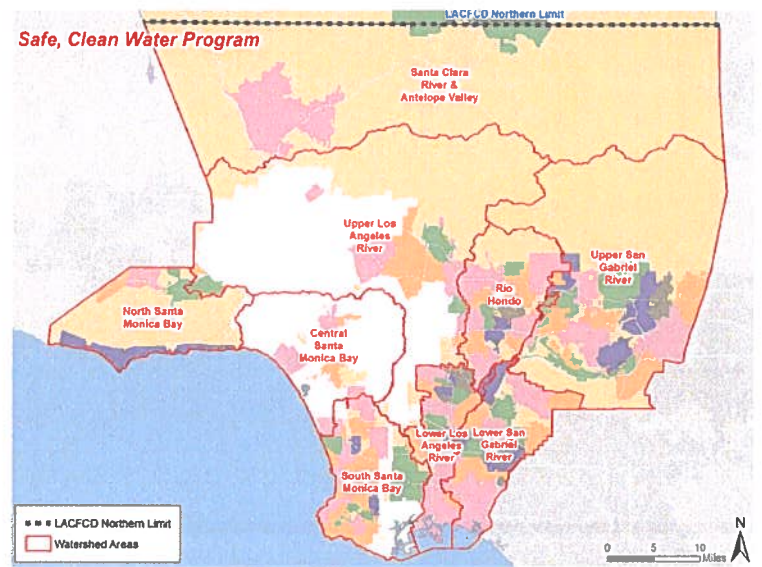 LACFCD Northern Limit
Safe, Clean Water Program
Santa Clara
River &
Antelope Valley
Upper Los
Angeles
River
Upper San
Gabriel
River
Rio
Hondo
North Santa
Monica Bay
Central
Santa
Monica Bay
Lower Los
Angeles
River
Lower San
Gabriel
River
South Santa
Monica Bay
LACFCD Northern Limit
Watershed Areas
N
0 5 10
Miles